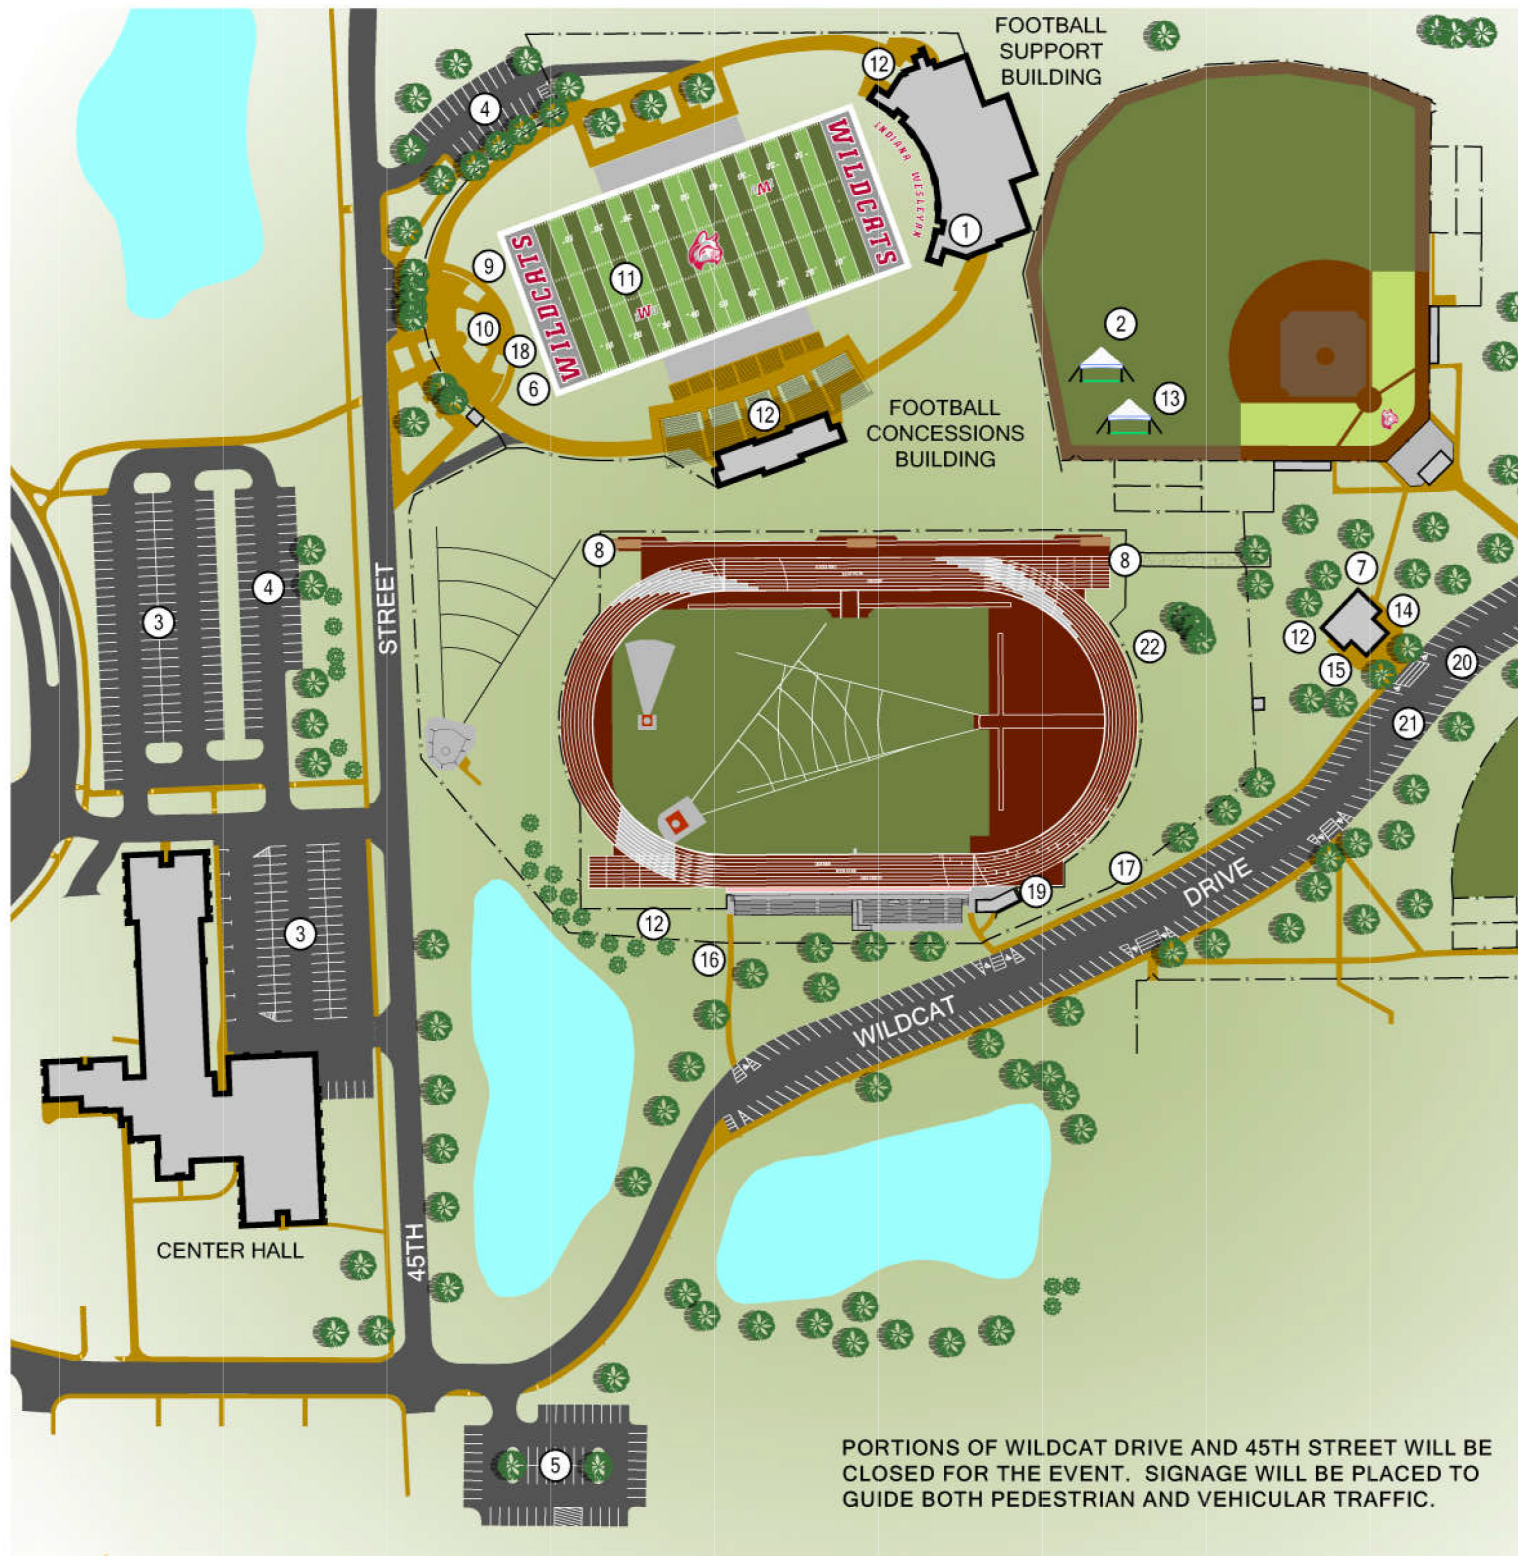 FOOTBALL
SUPPORT
BUILDING
12
4
WILDCATS
INDIANA WESLEYAN
W
1
9
WILDCATS
11
W
10
18
6
2
13
12
FOOTBALL
CONCESSIONS
BUILDING
8
8
7
14
12
15
22
20
21
4
3
STREET
17
DRIVE
19
12
16
3
WILDCAT
CENTER HALL
45TH
5
PORTIONS OF WILDCAT DRIVE AND 45TH STREET WILL BE
CLOSED FOR THE EVENT. SIGNAGE WILL BE PLACED TO
GUIDE BOTH PEDESTRIAN AND VEHICULAR TRAFFIC.